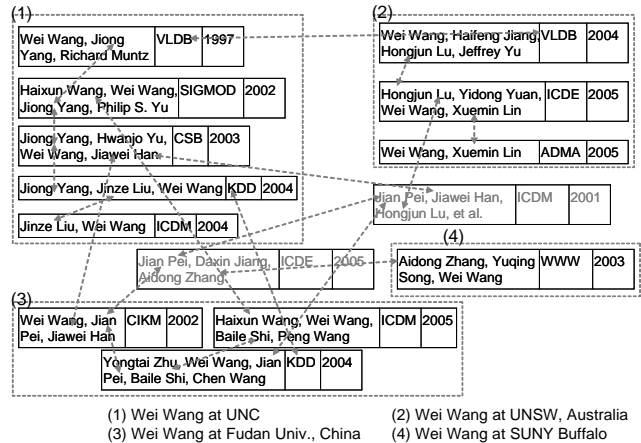 (1)
Wei Wang, Jiong Yang, Richard Muntz VLDB 1997
Haixun Wang, Wei Wang, Jiong Yang, Philip S. Yu SIGMOD 2002
Jiong Yang, Hwanjo Yu, Wei Wang, Jiawei Han CSB 2003
Jiong Yang, Jinze Liu, Wei Wang KDD 2004
Jinze Liu, Wei Wang ICDM 2004
(2)
Wei Wang, Haifeng Jiang, Hongjun Lu, Jeffrey Yu VLDB 2004
Hongjun Lu, Yidong Yuan, Wei Wang, Xuemin Lin ICDE 2005
Wei Wang, Xuemin Lin ADMA 2005
Jian Pei, Jiawei Han, Hongjun Lu, et al. ICDM 2001
Jian Pei, Daxin Jiang, Aidong Zhang ICDE 2005
(4)
Aidong Zhang, Yuqing Song, Wei Wang WWW 2003
(3)
Wei Wang, Jian Pei, Jiawei Han CIKM 2002
Haixun Wang, Wei Wang, Baile Shi, Peng Wang ICDM 2005
Yongtai Zhu, Wei Wang, Jian Pei, Baile Shi, Chen Wang KDD 2004
(1) Wei Wang at UNC
(2) Wei Wang at UNSW, Australia
(3) Wei Wang at Fudan Univ., China
(4) Wei Wang at SUNY Buffalo